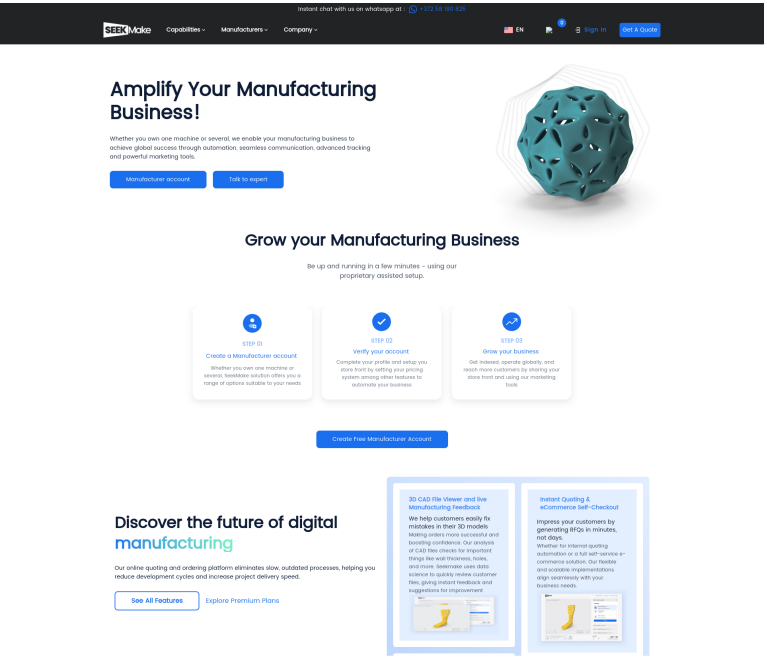 Instant chat with us on whatsapp at : +372 58 190 825
SEEKMake
Capabilities
Manufacturers
Company
EN
0
Sign In
Get A Quote
Amplify Your Manufacturing
Business!
Whether you own one machine or several, we enable your manufacturing business to
achieve global success through automation, seamless communication, advanced tracking
and powerful marketing tools.
Manufacturer account
Talk to expert
Grow your Manufacturing Business
Be up and running in a few minutes - using our
proprietary assisted setup.
STEP 01
Create a Manufacturer account
Whether you own one machine or
several, SeekMake solution offers you a
range of options suitable to your needs
STEP 02
Verify your account
Complete your profile and setup you
store front by setting your pricing
system among other features to
automate your business
STEP 03
Grow your business
Get indexed, operate globally, and
reach more customers by sharing your
store front and using our marketing
tools
Create Free Manufacturer Account
Discover the future of digital
manufacturing
Our online quoting and ordering platform eliminates slow, outdated processes, helping you
reduce development cycles and increase project delivery speed.
See All Features
Explore Premium Plans
3D CAD File Viewer and live
Manufacturing Feedback
We help customers easily fix
mistakes in their 3D models
Making orders more successful and
boosting confidence. Our analysis
of CAD files checks for important
things like wall thickness, holes,
and more. Seekmake uses data
science to quickly review customer
files, giving instant feedback and
suggestions for improvement
Instant Quoting &
eCommerce Self-Checkout
Impress your customers by
generating RFQs in minutes,
not days.
Whether for internal quoting
automation or a full self-service e-
commerce solution. Our flexible
and scalable implementations
align seamlessly with your
business needs.